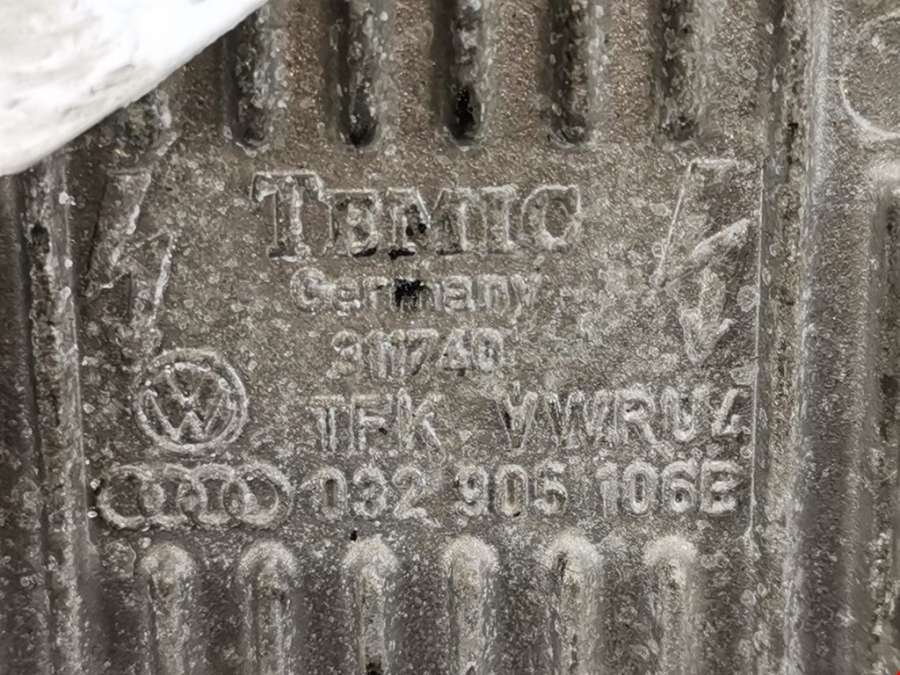 TEMIC
Germany
311740
TFK VWRU4
032 905 106B